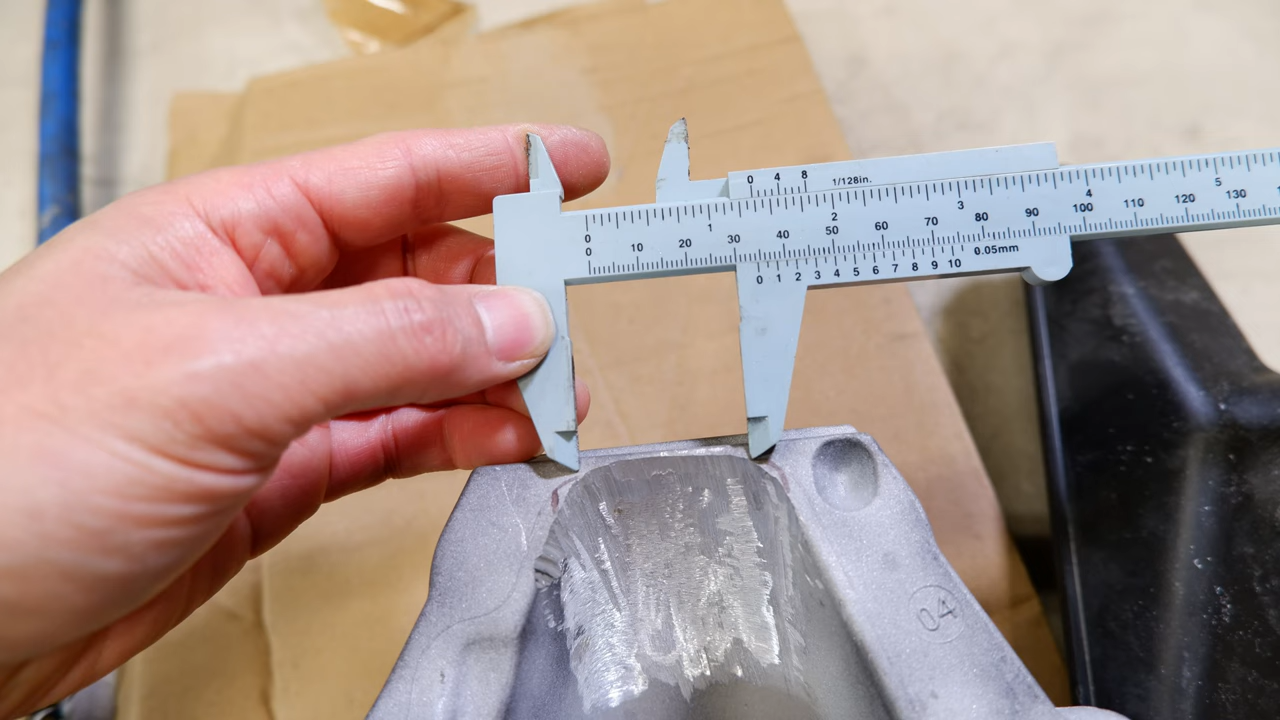 0 4 8 1/128in.
0 1 2 3 4 5
0 10 20 30 40 50 60 70 80 90 100 110 120 130
0 1 2 3 4 5 6 7 8 9 10 0.05mm
04